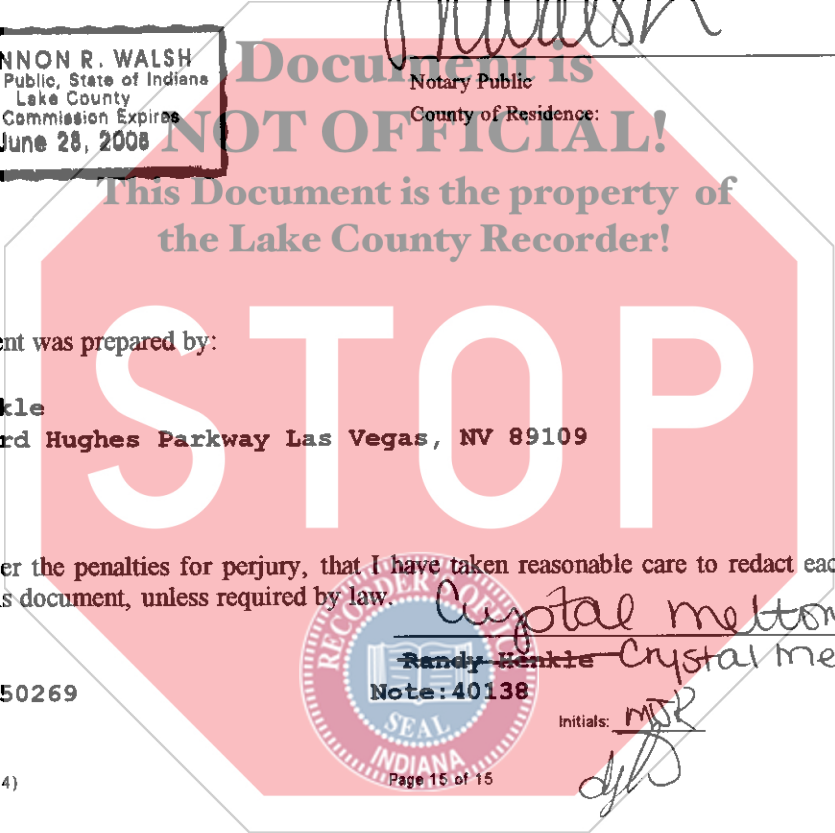 NNON R. WALSH
Public, State of Indiana
Lake County
Commission Expires
June 28, 2008
Document is
NOT OFFICIAL!
This Document is the property of
the Lake County Recorder!
Notary Public
County of Residence:
STOP
ent was prepared by:
kle
rd Hughes Parkway Las Vegas, NV 89109
er the penalties for perjury, that I have taken reasonable care to redact eac
s document, unless required by law.
Crystal Melton
Randy Henkle Crystal Me
50269
Note:40138
Initials: MJR
RECORDER'S OFFICE
SEAL
INDIANA
4)
Page 15 of 15